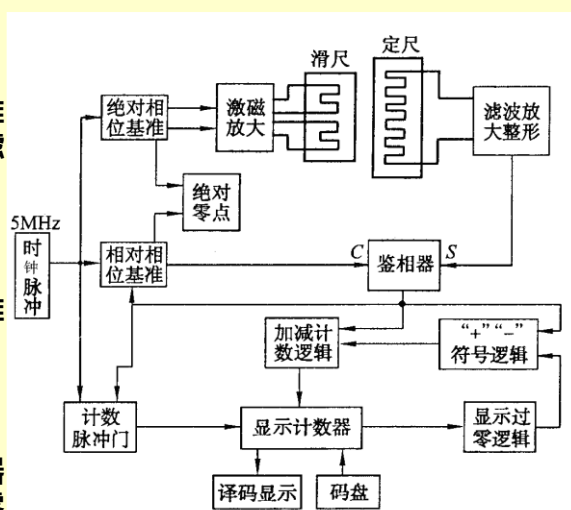 滑尺
定尺
绝对相
位基准
激磁
放大
滤波放
大整形
绝对
零点
5MHz
时
钟
脉
冲
相对相
位基准
C
鉴相器
S
加减计
数逻辑
“+”“−”
符号逻辑
计数
脉冲门
显示计数器
显示过
零逻辑
译码显示
码盘